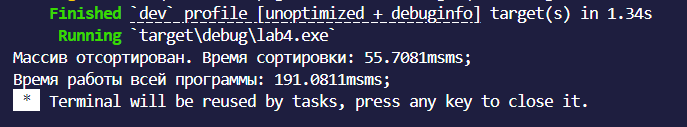 Finished `dev` profile [unoptimized + debuginfo] target(s) in 1.34s
Running `target\debug\lab4.exe`
Массив отсортирован. Время сортировки: 55.7081msms;
Время работы всей программы: 191.0811msms;
* Terminal will be reused by tasks, press any key to close it.